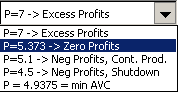 P=7 -> Excess Profits
P=7 -> Excess Profits
P=5.373 -> Zero Profits
P=5.1 -> Neg Profits, Cont. Prod.
P=4.5 -> Neg Profits, Shutdown
P = 4.9375 = min AVC